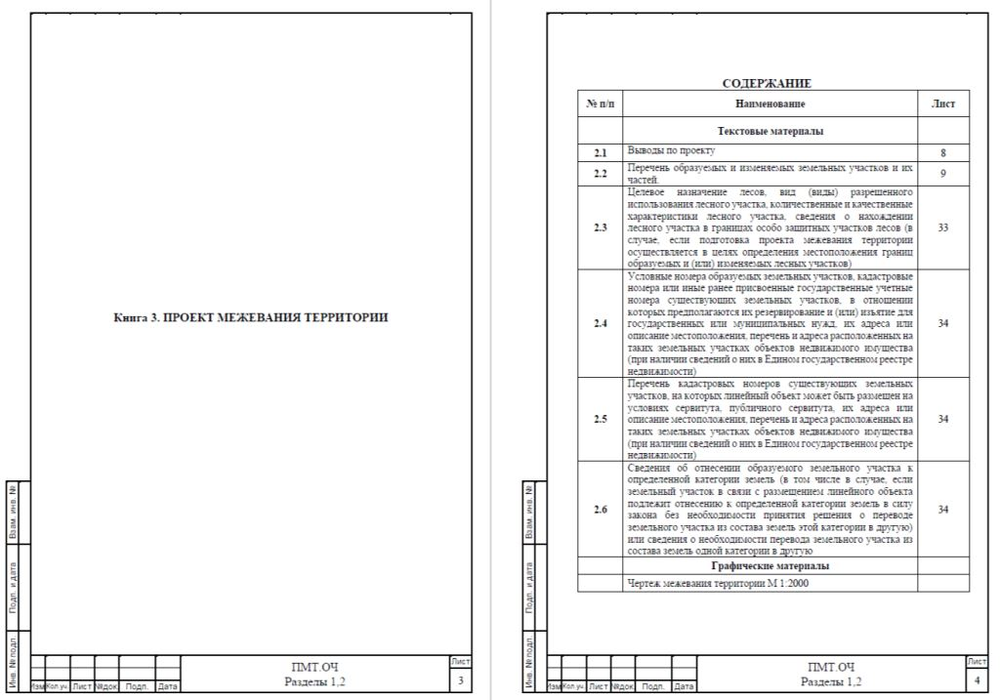 Книга 3. ПРОЕКТ МЕЖЕВАНИЯ ТЕРРИТОРИИ
Взам. инв. №
Подп. и дата
Инв. № подл.
Изм Кол.уч. Лист №док Подп. Дата
ПМТ.ОЧ
Разделы 1,2
Лист
3
СОДЕРЖАНИЕ
№ п/п Наименование Лист
Текстовые материалы
2.1 Выводы по проекту 8
2.2 Перечень образуемых и изменяемых земельных участков и их
частей. 9
2.3 Целевое назначение лесов, вид (виды) разрешенного
использования лесного участка, количественные и качественные
характеристики лесного участка, сведения о нахождении
лесного участка в границах особо защитных участков лесов (в
случае, если подготовка проекта межевания территории
осуществляется в целях определения местоположения границ
образуемых и (или) изменяемых лесных участков) 33
2.4 Условные номера образуемых земельных участков, кадастровые
номера или иные ранее присвоенные государственные учетные
номера существующих земельных участков, в отношении
которых предполагаются их резервирование и (или) изъятие для
государственных или муниципальных нужд, их адреса или
описание местоположения, перечень и адреса расположенных на
таких земельных участках объектов недвижимого имущества
(при наличии сведений о них в Едином государственном реестре
недвижимости) 34
2.5 Перечень кадастровых номеров существующих земельных
участков, на которых линейный объект может быть размещен на
условиях сервитута, публичного сервитута, их адреса или
описание местоположения, перечень и адреса расположенных на
таких земельных участках объектов недвижимого имущества
(при наличии сведений о них в Едином государственном реестре
недвижимости) 34
2.6 Сведения об отнесении образуемого земельного участка к
определенной категории земель (в том числе в случае, если
земельный участок в связи с размещением линейного объекта
подлежит отнесению к определенной категории земель в силу
закона без необходимости принятия решения о переводе
земельного участка из состава земель этой категории в другую)
или сведения о необходимости перевода земельного участка из
состава земель одной категории в другую 34
Графические материалы
Чертеж межевания территории М 1:2000
Взам. инв. №
Подп. и дата
Инв. № подл.
Изм Кол.уч. Лист №док Подп. Дата
ПМТ.ОЧ
Разделы 1,2
Лист
4